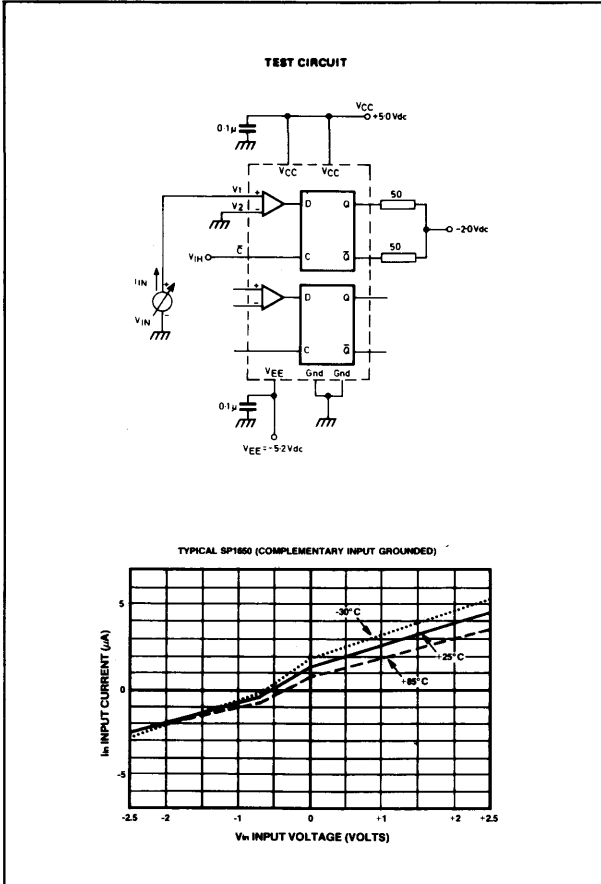 TEST CIRCUIT
VCC
+5.0 Vdc
0.1µ
VCC VCC
V1 +
V2 -
D Q 50
-2.0Vdc
C̄
VIH
C Q̄ 50
IIN
+
VIN
-
+
-
D Q
C Q̄
VEE Gnd Gnd
0.1µ
VEE=-5.2Vdc
TYPICAL SP1650 (COMPLEMENTARY INPUT GROUNDED)
Iin INPUT CURRENT (µA)
5
0
-5
-30°C
+25°C
+85°C
-2.5 -2 -1 0 +1 +2 +2.5
Vin INPUT VOLTAGE (VOLTS)